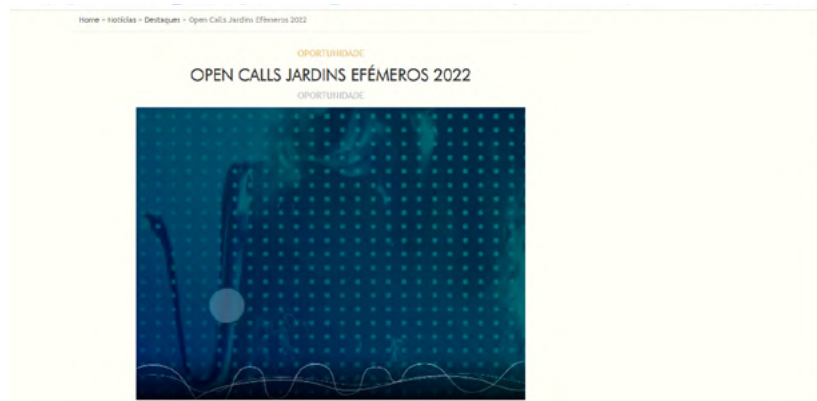 Home » Notícias » Destaques » Open Calls Jardins Efémeros 2022
OPORTUNIDADE
OPEN CALLS JARDINS EFÉMEROS 2022
OPORTUNIDADE